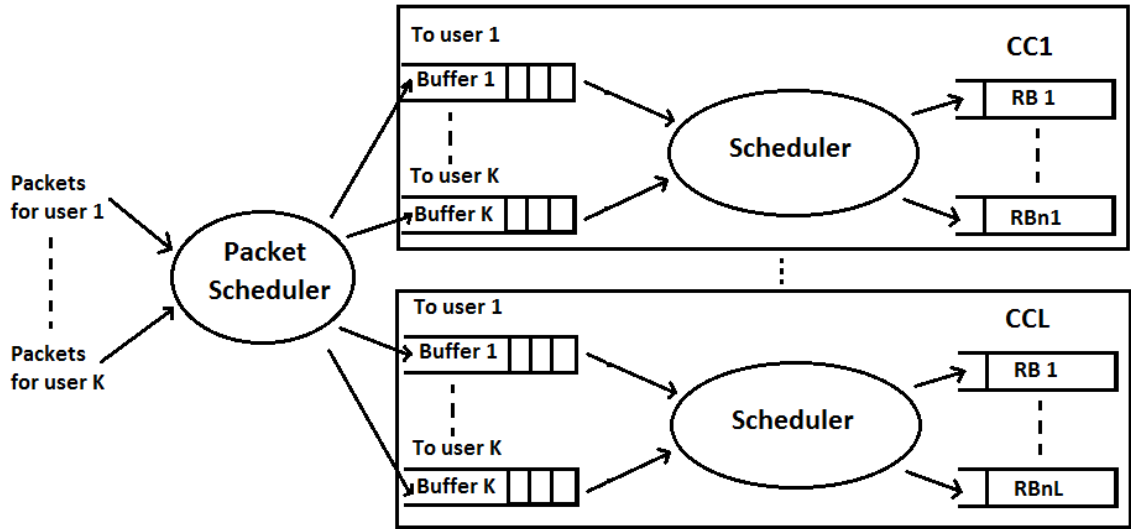 Packets
for user 1
Packets
for user K
Packet
Scheduler
To user 1
Buffer 1
To user K
Buffer K
Scheduler
CC1
RB 1
RBn1
To user 1
Buffer 1
To user K
Buffer K
Scheduler
CCL
RB 1
RBnL